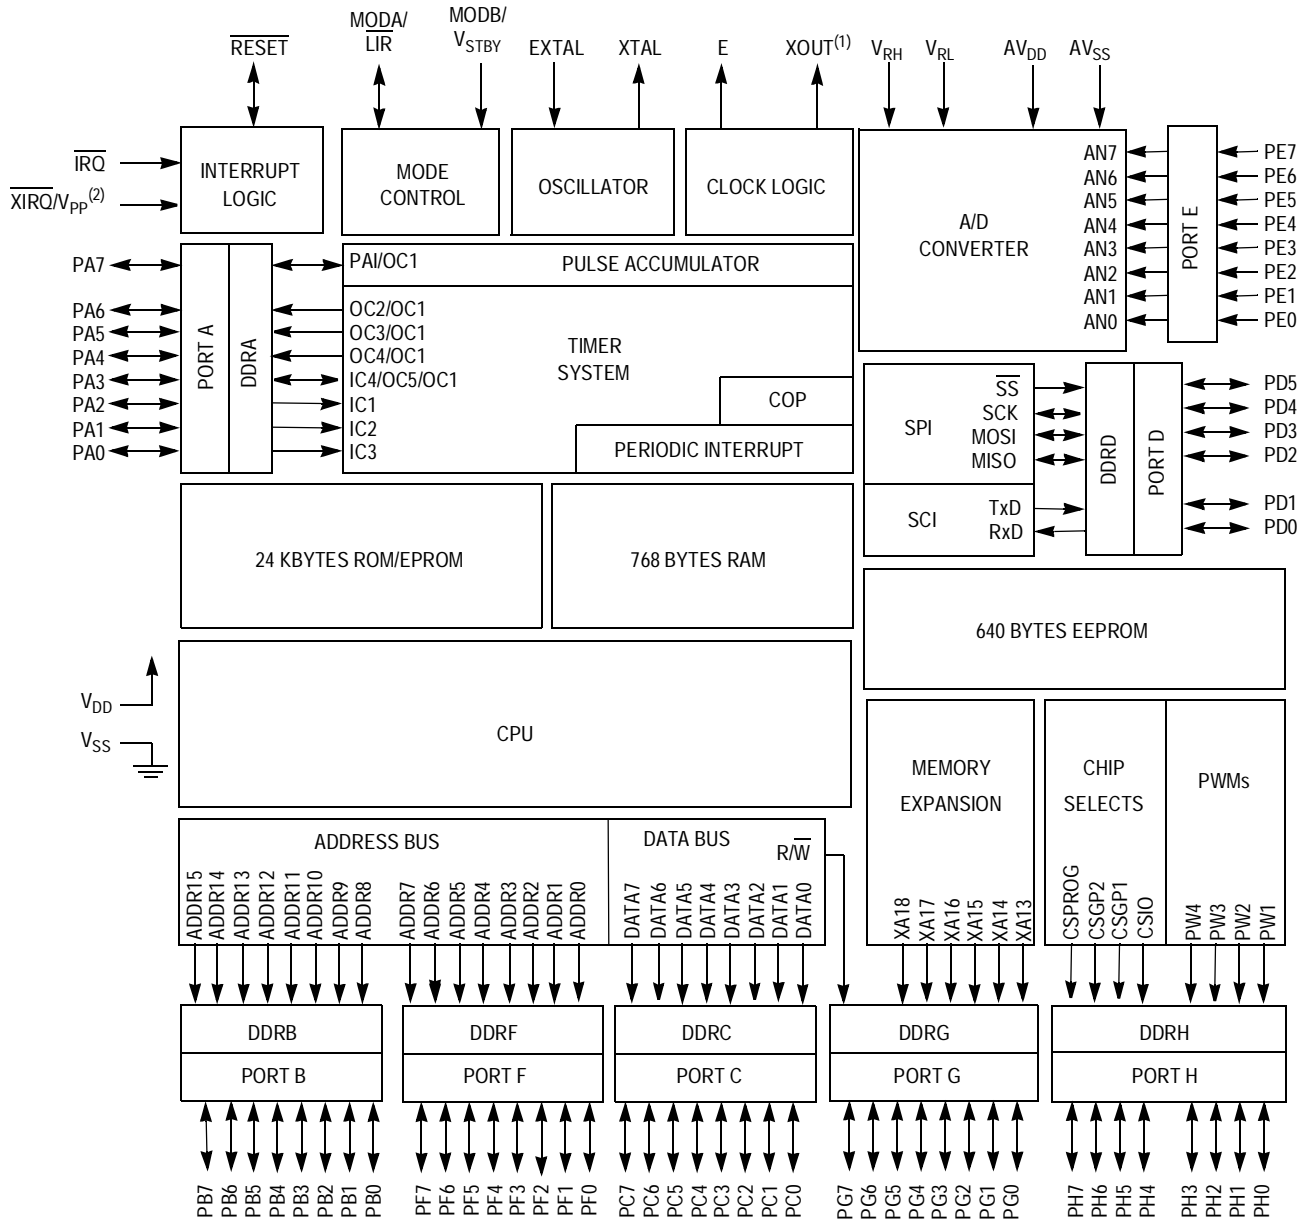 RESET
MODA/
LIR
MODB/
VSTBY
EXTAL
XTAL
E
XOUT(1)
VRH
VRL
AVDD
AVSS
IRQ
XIRQ/VPP(2)
INTERRUPT
LOGIC
MODE
CONTROL
OSCILLATOR
CLOCK LOGIC
A/D
CONVERTER
AN7
AN6
AN5
AN4
AN3
AN2
AN1
AN0
PORT E
PE7
PE6
PE5
PE4
PE3
PE2
PE1
PE0
PA7
PA6
PA5
PA4
PA3
PA2
PA1
PA0
PORT A
DDRA
PAI/OC1
PULSE ACCUMULATOR
OC2/OC1
OC3/OC1
OC4/OC1
IC4/OC5/OC1
IC1
IC2
IC3
TIMER
SYSTEM
COP
PERIODIC INTERRUPT
SPI
SS
SCK
MOSI
MISO
SCI
TxD
RxD
DDRD
PORT D
PD5
PD4
PD3
PD2
PD1
PD0
24 KBYTES ROM/EPROM
768 BYTES RAM
640 BYTES EEPROM
VDD
VSS
CPU
MEMORY
EXPANSION
CHIP
SELECTS
PWMs
ADDRESS BUS
DATA BUS
R/W
ADDR15
ADDR14
ADDR13
ADDR12
ADDR11
ADDR10
ADDR9
ADDR8
ADDR7
ADDR6
ADDR5
ADDR4
ADDR3
ADDR2
ADDR1
ADDR0
DATA7
DATA6
DATA5
DATA4
DATA3
DATA2
DATA1
DATA0
XA18
XA17
XA16
XA15
XA14
XA13
CSPROG
CSGP2
CSGP1
CSIO
PW4
PW3
PW2
PW1
DDRB
PORT B
DDRF
PORT F
DDRC
PORT C
DDRG
PORT G
DDRH
PORT H
PB7
PB6
PB5
PB4
PB3
PB2
PB1
PB0
PF7
PF6
PF5
PF4
PF3
PF2
PF1
PF0
PC7
PC6
PC5
PC4
PC3
PC2
PC1
PC0
PG7
PG6
PG5
PG4
PG3
PG2
PG1
PG0
PH7
PH6
PH5
PH4
PH3
PH2
PH1
PH0